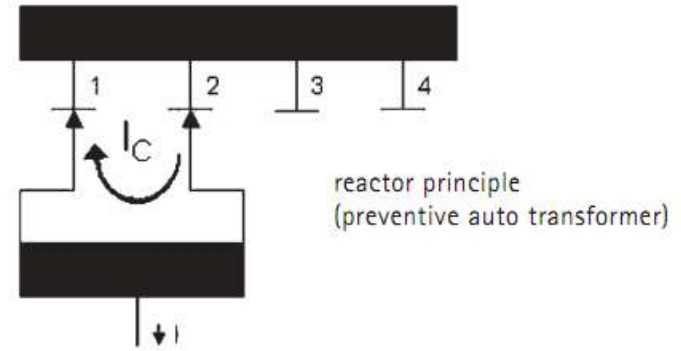 1 2 3 4
I_C
reactor principle
(preventive auto transformer)
I